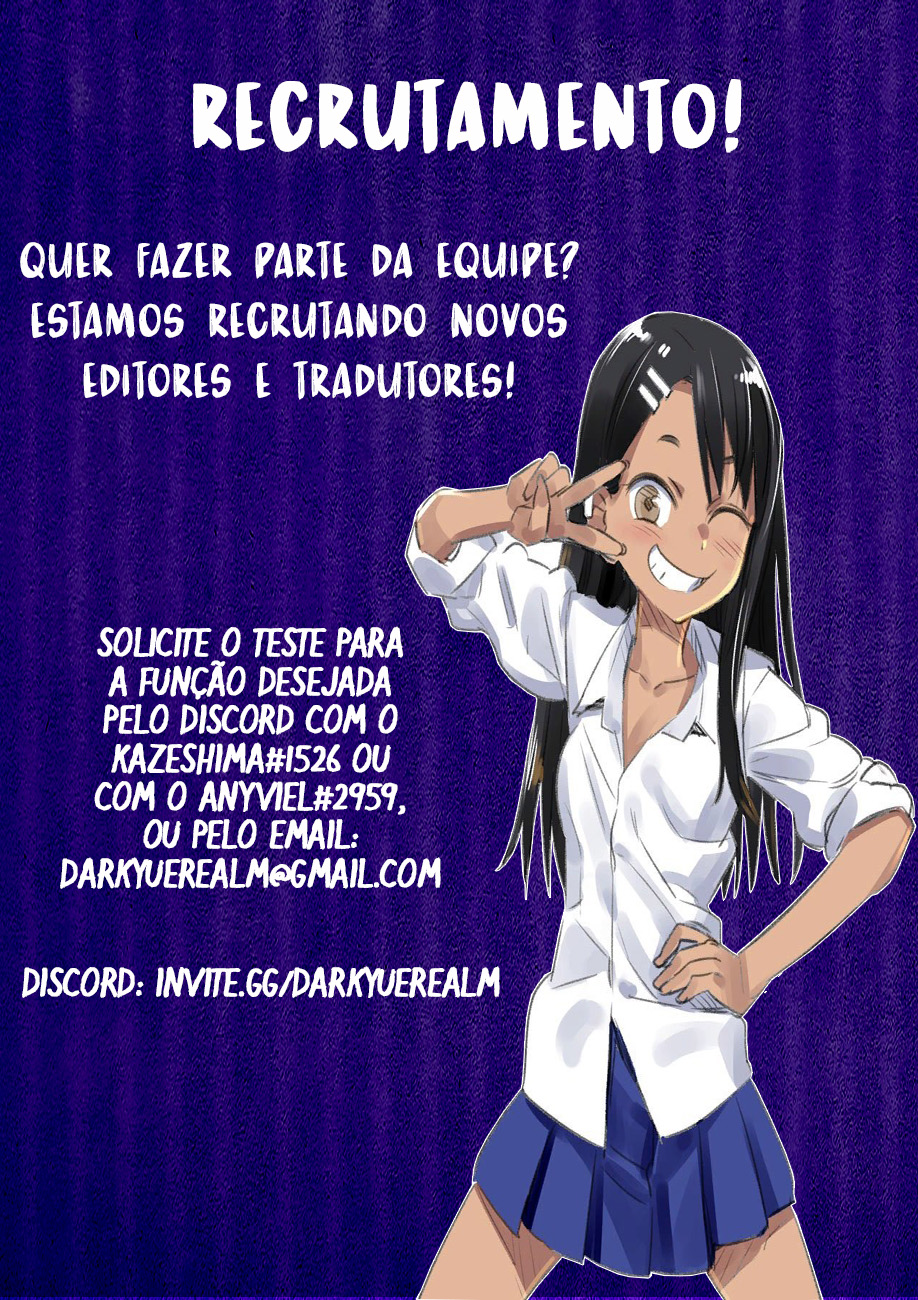 RECRUTAMENTO!
QUER FAZER PARTE DA EQUIPE?
ESTAMOS RECRUTANDO NOVOS
EDITORES E TRADUTORES!
SOLICITE O TESTE PARA
A FUNÇÃO DESEJADA
PELO DISCORD COM O
KAZESHIMA#1526 OU
COM O ANYVIEL#2959,
OU PELO EMAIL:
DARKYUEREALM@GMAIL.COM
DISCORD: INVITE.GG/DARKYUEREALM